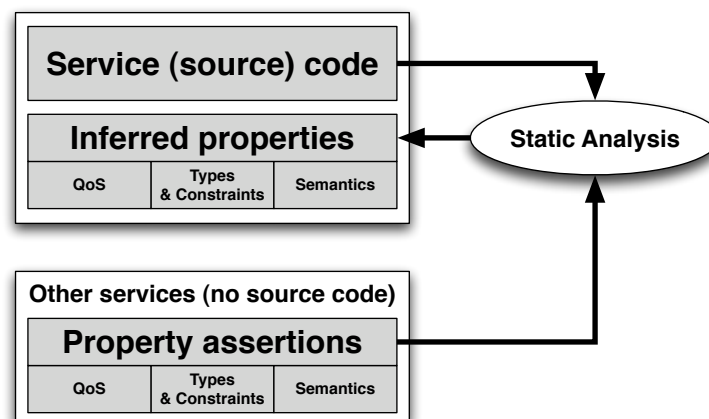 Service (source) code
Inferred properties
QoS
Types
& Constraints
Semantics
Static Analysis
Other services (no source code)
Property assertions
QoS
Types
& Constraints
Semantics